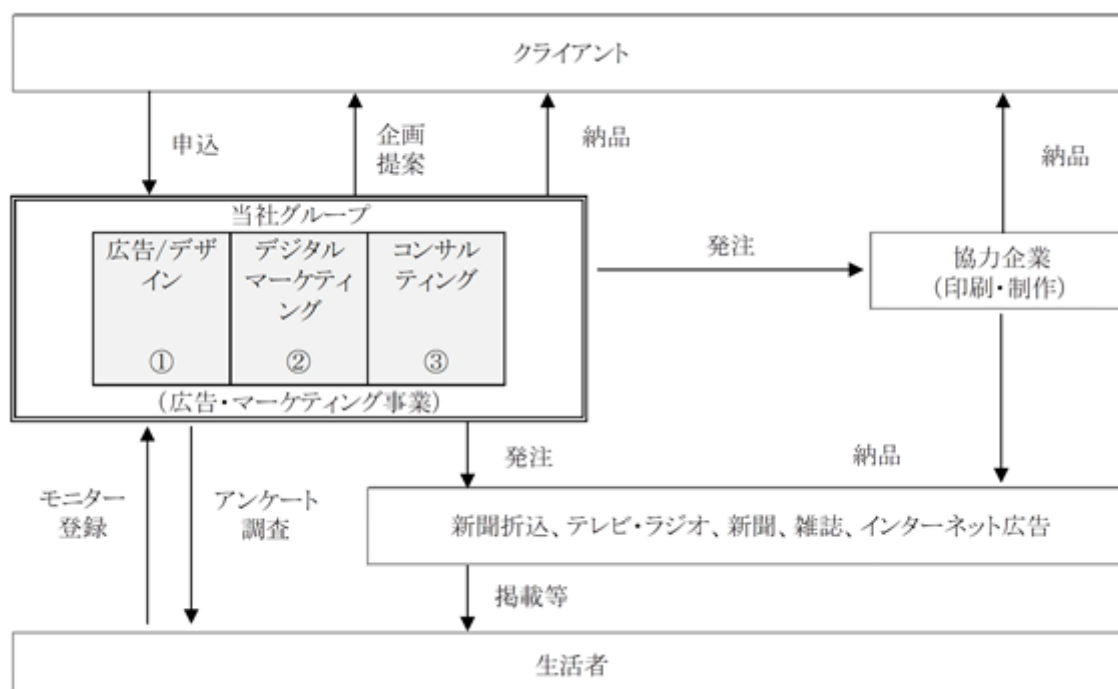 クライアント
申込
企画
提案
納品
納品
当社グループ
広告/デザ
イン
①
デジタル
マーケティ
ング
②
コンサル
ティング
③
(広告・マーケティング事業)
発注
協力企業
(印刷・制作)
モニター
登録
アンケート
調査
発注
納品
新聞折込、テレビ・ラジオ、新聞、雑誌、インターネット広告
掲載等
生活者